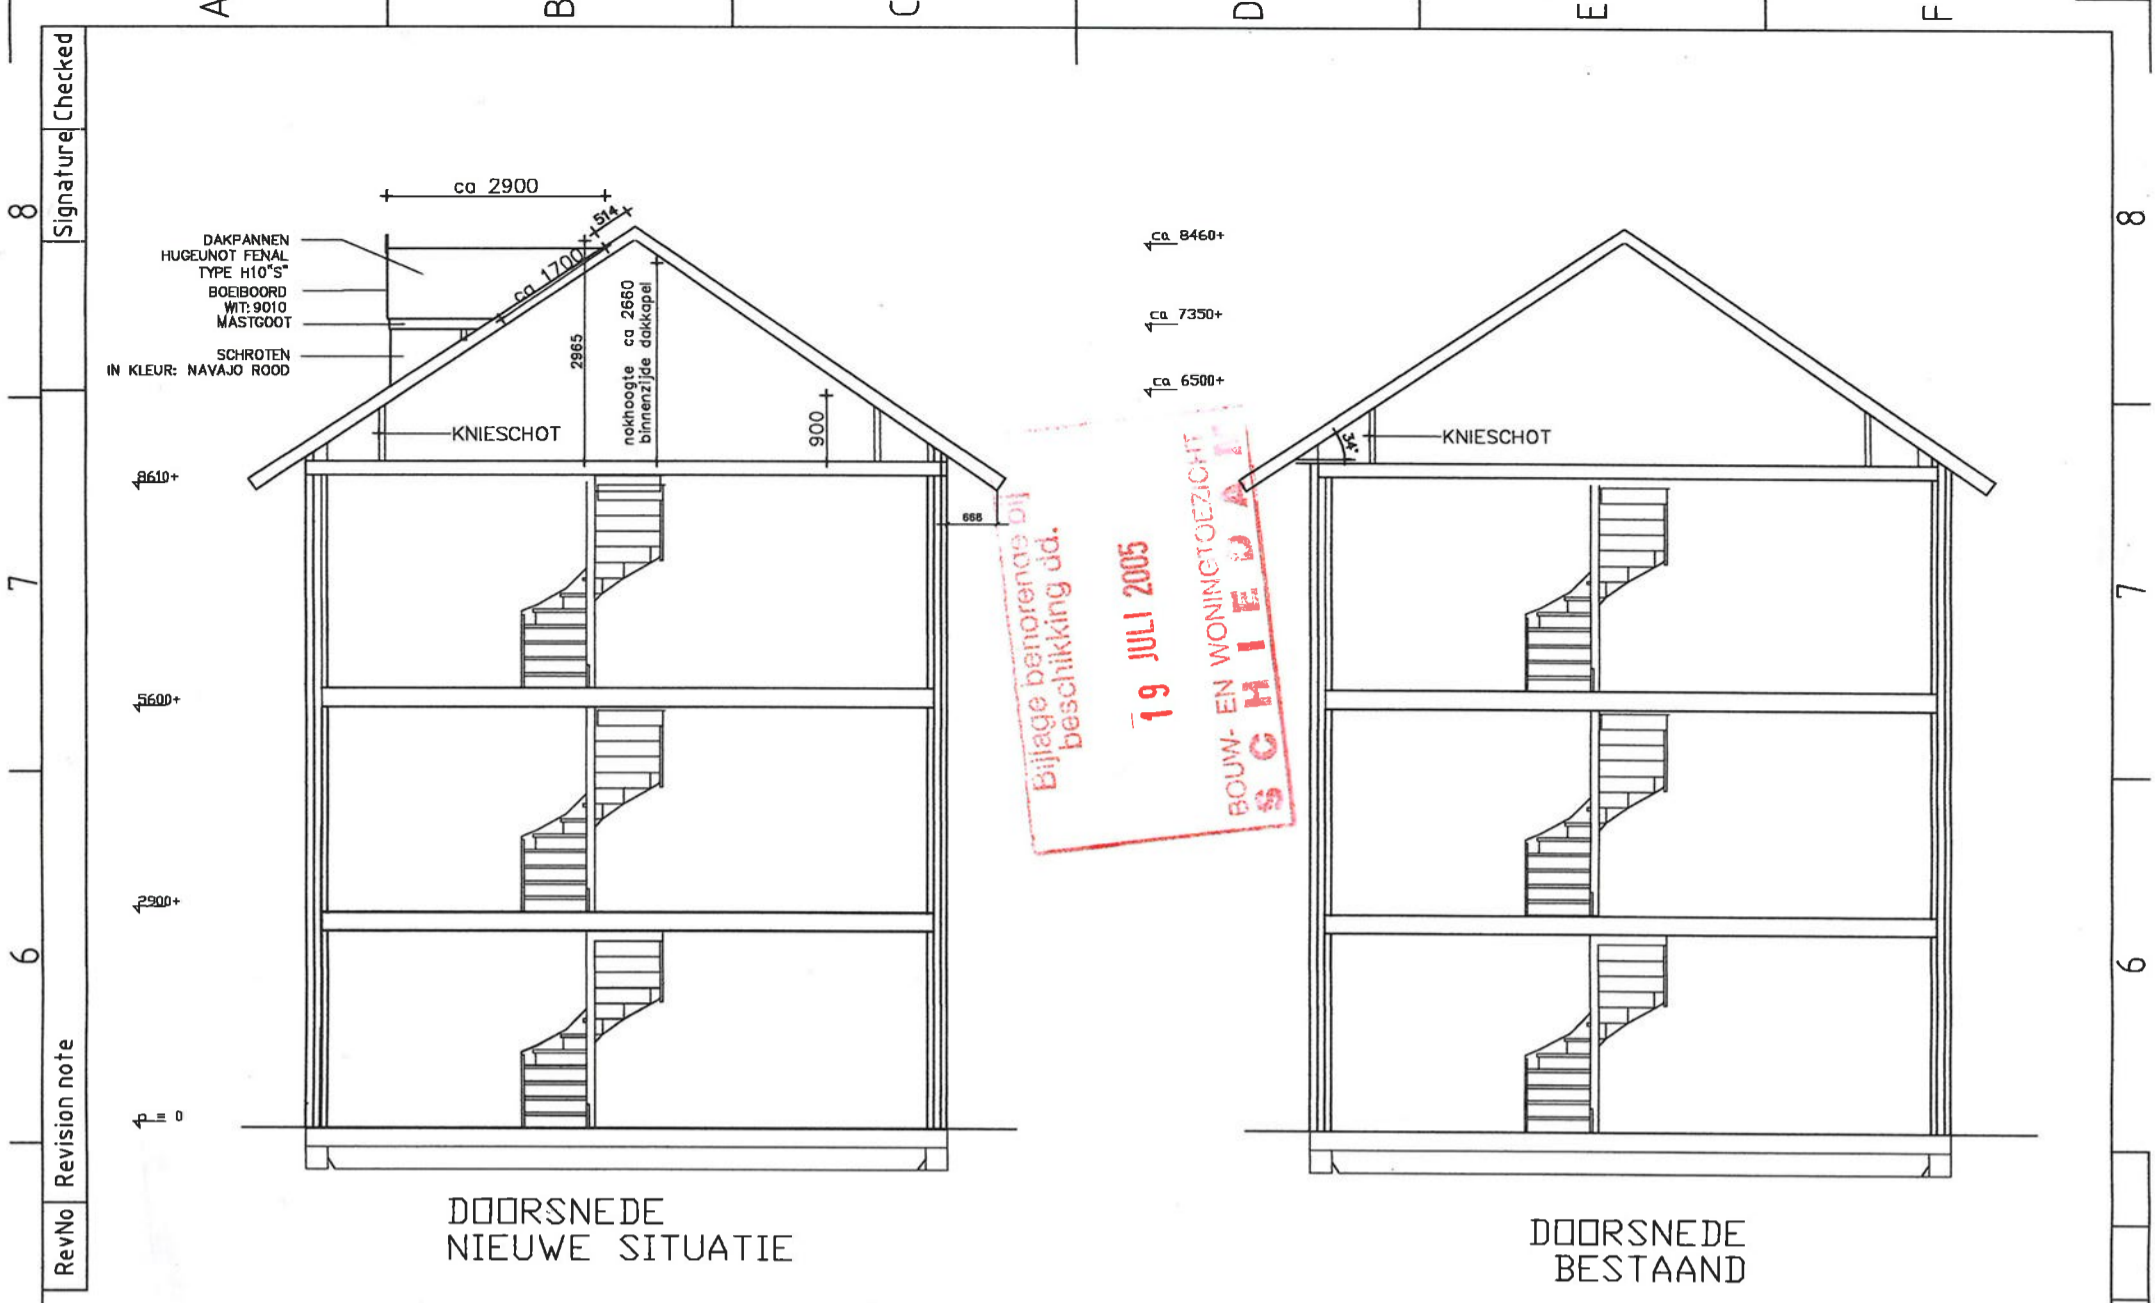 A B C D E F
Checked
Signature
8
7
6
Revision note
RevNo
ca 2900
514
ca 1700
DAKPANNEN
HUGEUNOT FENAL
TYPE H10"S"
BOEIBOORD
WIT: 9010
MASTGOOT
SCHROTEN
IN KLEUR: NAVAJO ROOD
2965
nokhoogte ca 2660
binnenzijde dakkapel
900
KNIESCHOT
8610+
668
5600+
2900+
p = 0
DOORSNEDE
NIEUWE SITUATIE
ca 8460+
ca 7350+
ca 6500+
Bijlage behorende bij
beschikking dd.
19 JULI 2005
BOUW- EN WONINGTOEZICHT
SCHIEDAM
34°
KNIESCHOT
DOORSNEDE
BESTAAND
8
7
6